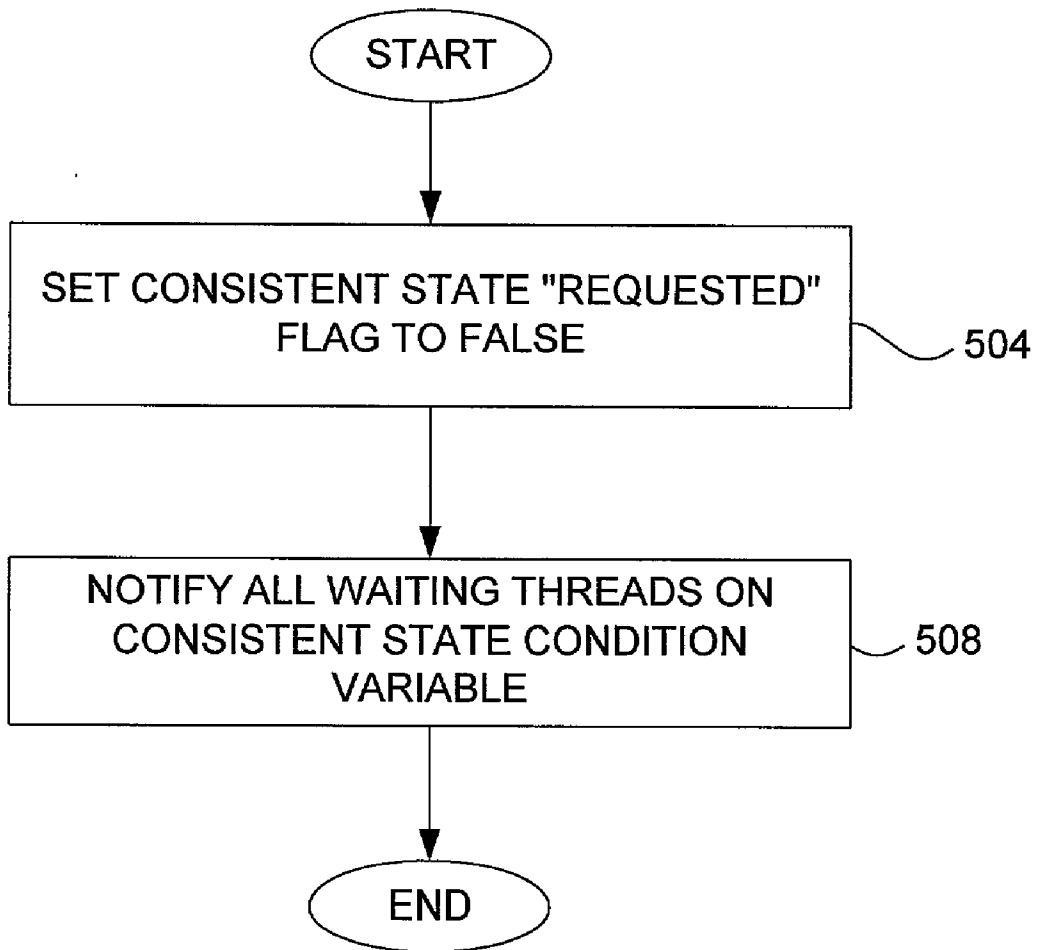 START
SET CONSISTENT STATE "REQUESTED"
FLAG TO FALSE
504
NOTIFY ALL WAITING THREADS ON
CONSISTENT STATE CONDITION
VARIABLE
508
END